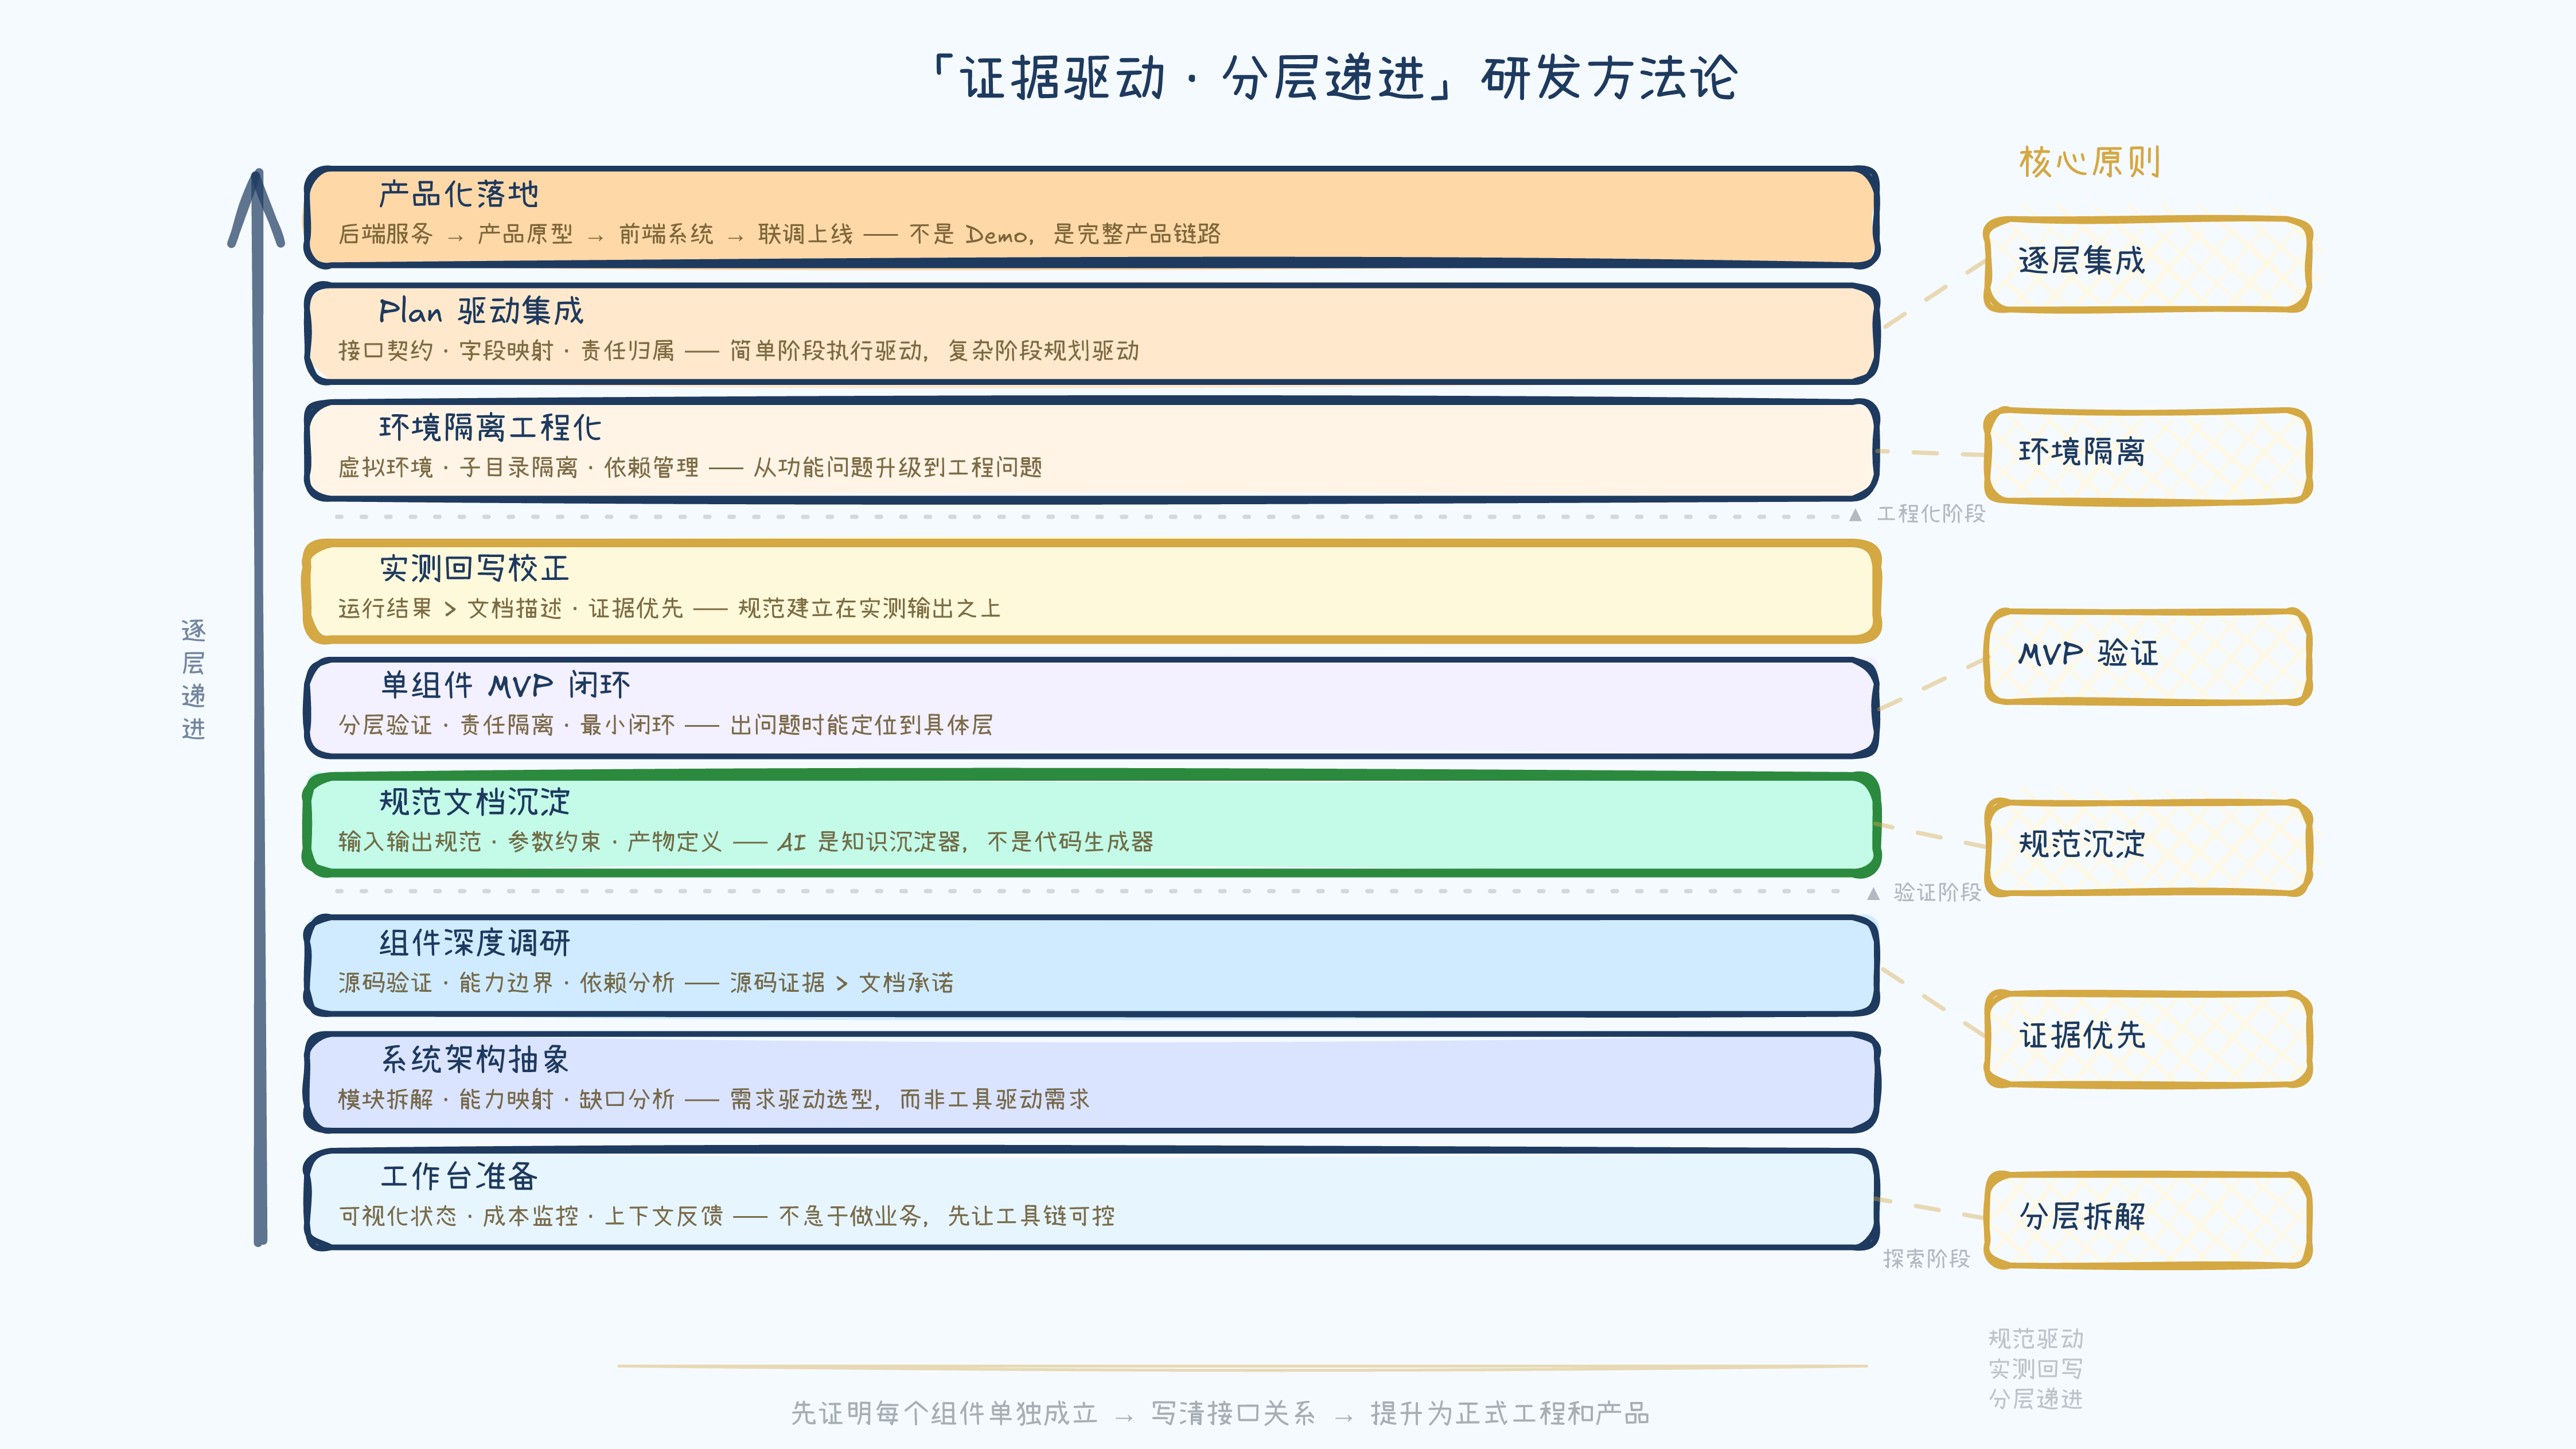 「证据驱动 · 分层递进」研发方法论
核心原则
产品化落地
后端服务 → 产品原型 → 前端系统 → 联调上线 —— 不是 Demo，是完整产品链路
逐层集成
Plan 驱动集成
接口契约 · 字段映射 · 责任归属 —— 简单阶段执行驱动，复杂阶段规划驱动
环境隔离工程化
虚拟环境 · 子目录隔离 · 依赖管理 —— 从功能问题升级到工程问题
环境隔离
▲ 工程化阶段
实测回写校正
运行结果 > 文档描述 · 证据优先 —— 规范建立在实测输出之上
逐层递进
单组件 MVP 闭环
分层验证 · 责任隔离 · 最小闭环 —— 出问题时能定位到具体层
MVP 验证
规范文档沉淀
输入输出规范 · 参数约束 · 产物定义 —— AI 是知识沉淀器，不是代码生成器
规范沉淀
▲ 验证阶段
组件深度调研
源码验证 · 能力边界 · 依赖分析 —— 源码证据 > 文档承诺
证据优先
系统架构抽象
模块拆解 · 能力映射 · 缺口分析 —— 需求驱动选型，而非工具驱动需求
工作台准备
可视化状态 · 成本监控 · 上下文反馈 —— 不急于做业务，先让工具链可控
分层拆解
探索阶段
规范驱动
实测回写
分层递进
先证明每个组件单独成立 → 写清接口关系 → 提升为正式工程和产品